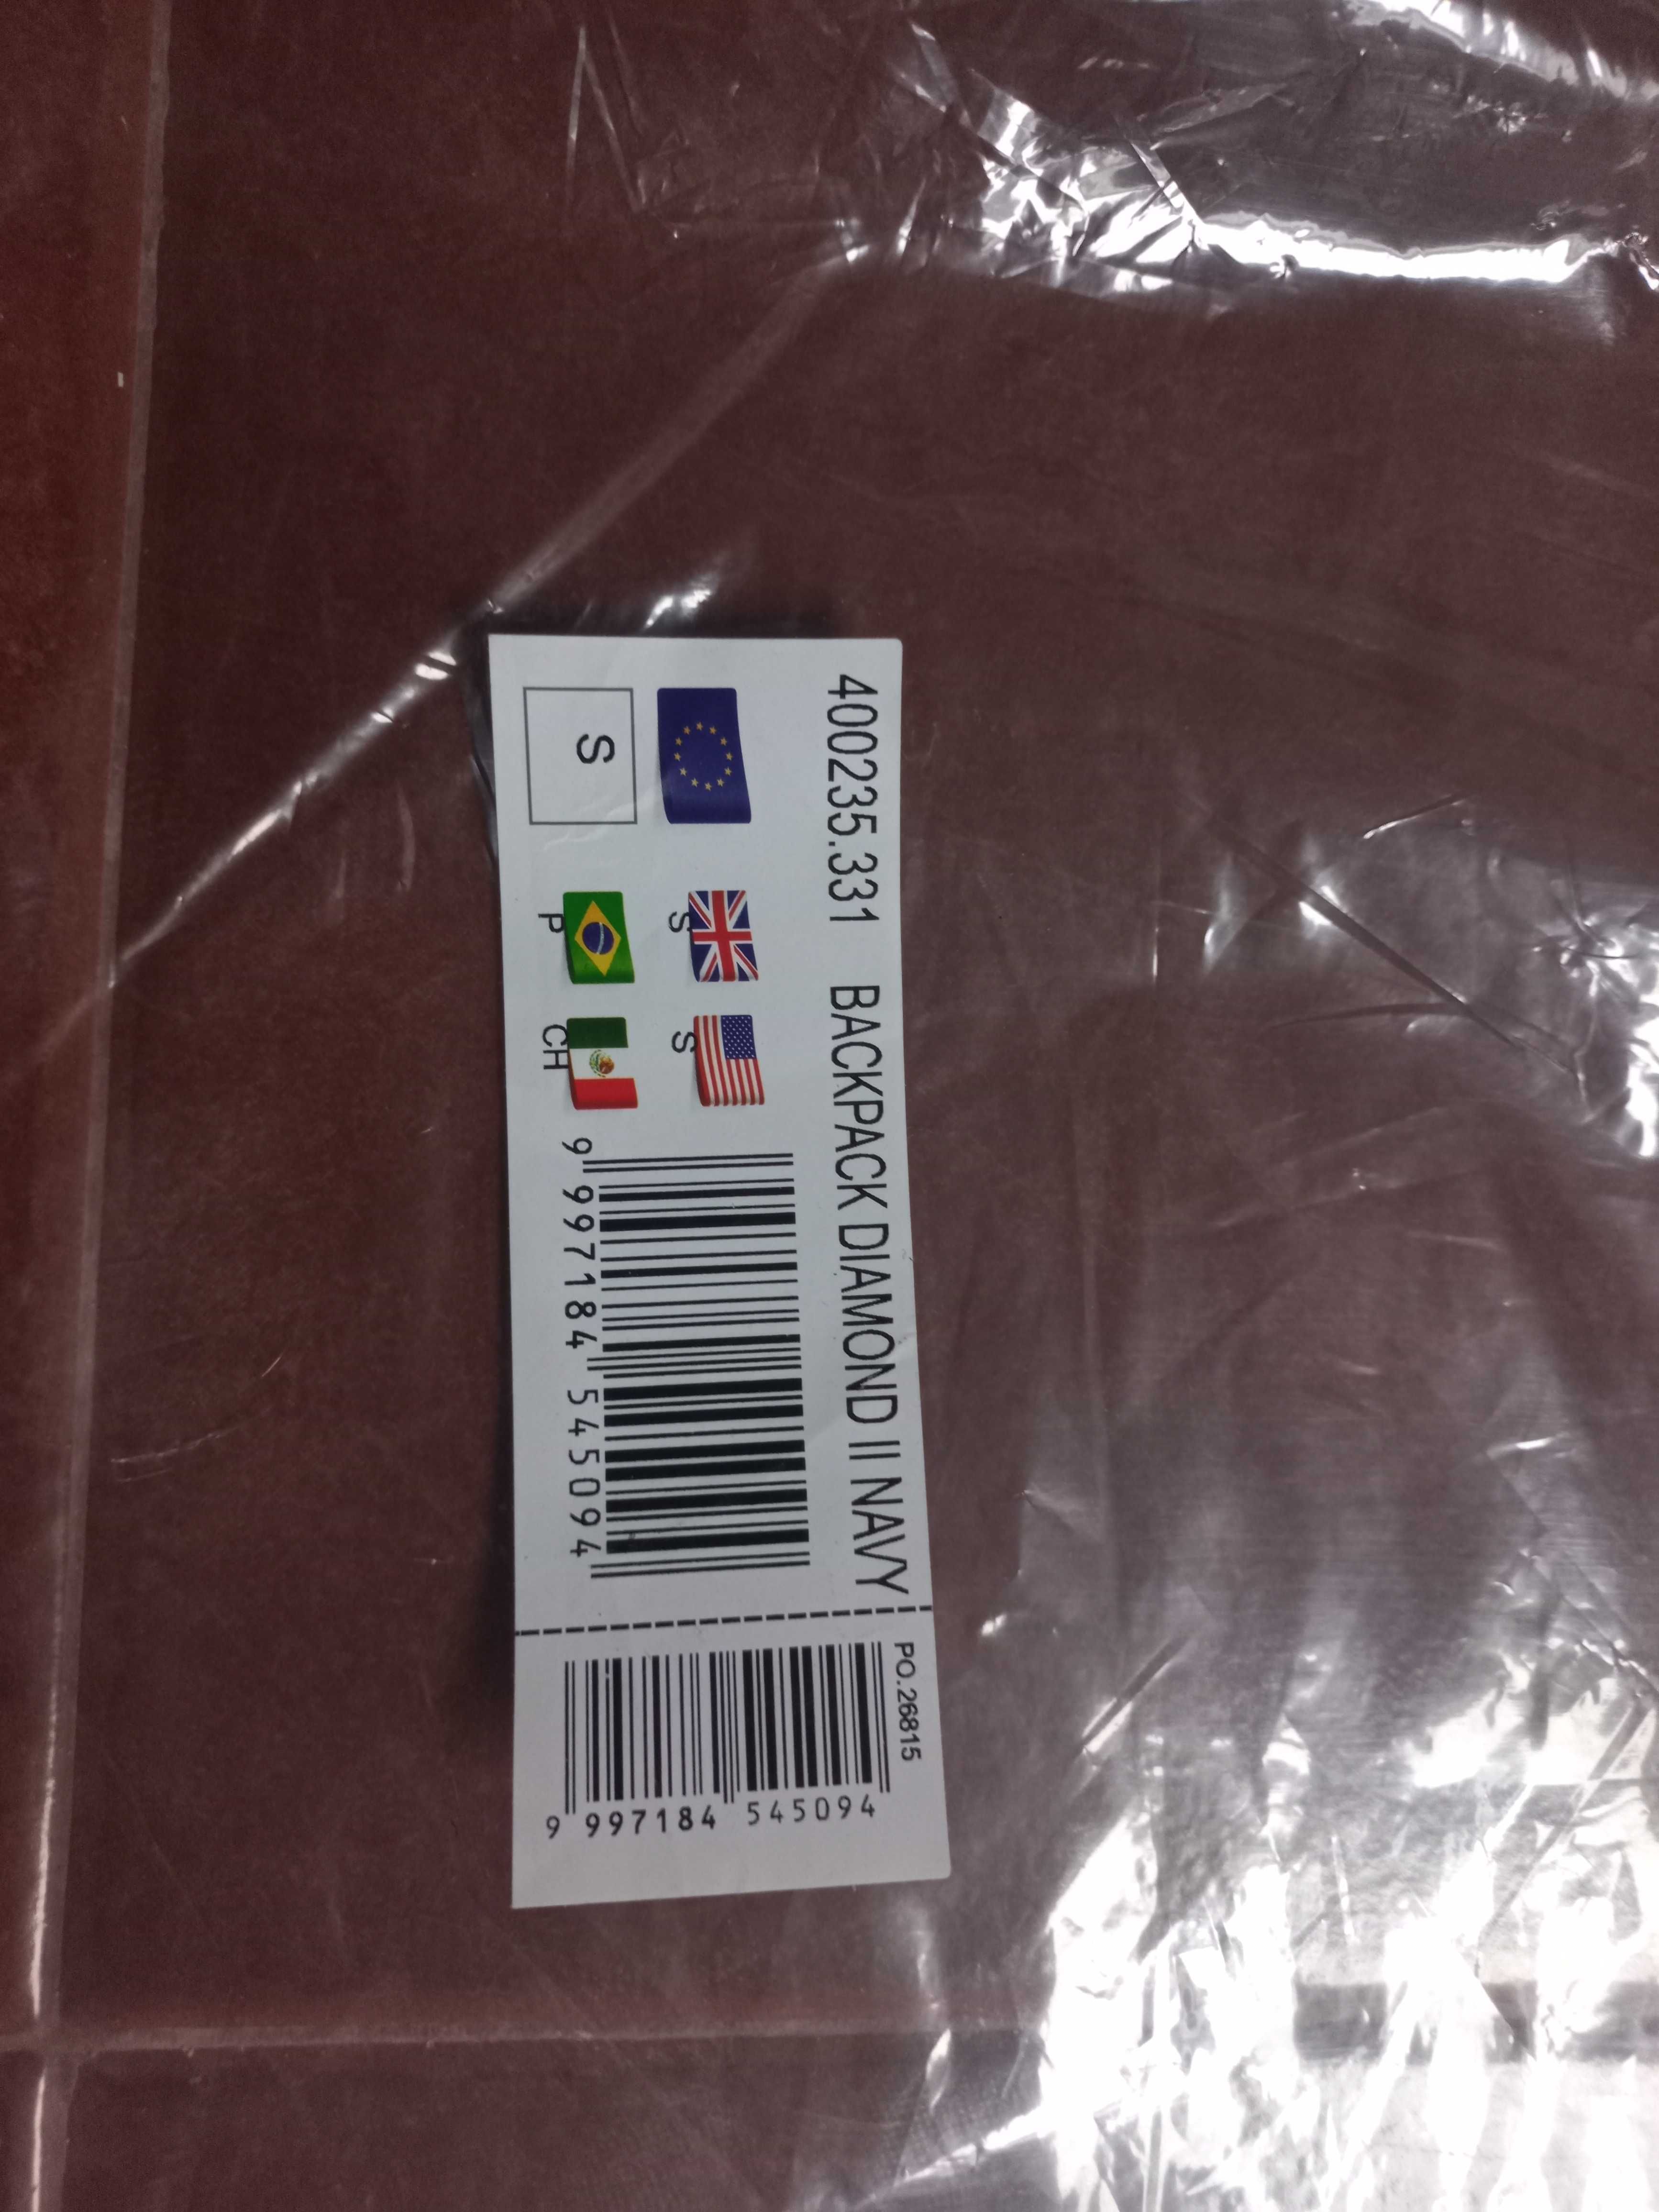 400235.331 BACKPACK DIAMOND II NAVY
S
S
S
P
CH
9 997184 545094
PO.26815
9 997184 545094